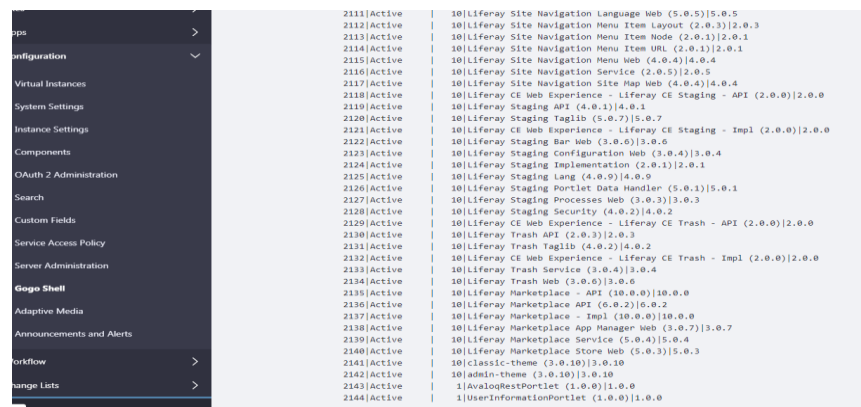 pps
onfiguration
Virtual Instances
System Settings
Instance Settings
Components
OAuth 2 Administration
Search
Custom Fields
Service Access Policy
Server Administration
Gogo Shell
Adaptive Media
Announcements and Alerts
orkflow
hange Lists
2111|Active | 10|Liferay Site Navigation Language Web (5.0.5)|5.0.5
2112|Active | 10|Liferay Site Navigation Menu Item Layout (2.0.3)|2.0.3
2113|Active | 10|Liferay Site Navigation Menu Item Node (2.0.1)|2.0.1
2114|Active | 10|Liferay Site Navigation Menu Item URL (2.0.1)|2.0.1
2115|Active | 10|Liferay Site Navigation Menu Web (4.0.4)|4.0.4
2116|Active | 10|Liferay Site Navigation Service (2.0.5)|2.0.5
2117|Active | 10|Liferay Site Navigation Site Map Web (4.0.4)|4.0.4
2118|Active | 10|Liferay CE Web Experience - Liferay CE Staging - API (2.0.0)|2.0.0
2119|Active | 10|Liferay Staging API (4.0.1)|4.0.1
2120|Active | 10|Liferay Staging Taglib (5.0.7)|5.0.7
2121|Active | 10|Liferay CE Web Experience - Liferay CE Staging - Impl (2.0.0)|2.0.0
2122|Active | 10|Liferay Staging Bar Web (3.0.6)|3.0.6
2123|Active | 10|Liferay Staging Configuration Web (3.0.4)|3.0.4
2124|Active | 10|Liferay Staging Implementation (2.0.1)|2.0.1
2125|Active | 10|Liferay Staging Lang (4.0.9)|4.0.9
2126|Active | 10|Liferay Staging Portlet Data Handler (5.0.1)|5.0.1
2127|Active | 10|Liferay Staging Processes Web (3.0.3)|3.0.3
2128|Active | 10|Liferay Staging Security (4.0.2)|4.0.2
2129|Active | 10|Liferay CE Web Experience - Liferay CE Trash - API (2.0.0)|2.0.0
2130|Active | 10|Liferay Trash API (2.0.3)|2.0.3
2131|Active | 10|Liferay Trash Taglib (4.0.2)|4.0.2
2132|Active | 10|Liferay CE Web Experience - Liferay CE Trash - Impl (2.0.0)|2.0.0
2133|Active | 10|Liferay Trash Service (3.0.4)|3.0.4
2134|Active | 10|Liferay Trash Web (3.0.6)|3.0.6
2135|Active | 10|Liferay Marketplace - API (10.0.0)|10.0.0
2136|Active | 10|Liferay Marketplace API (6.0.2)|6.0.2
2137|Active | 10|Liferay Marketplace - Impl (10.0.0)|10.0.0
2138|Active | 10|Liferay Marketplace App Manager Web (3.0.7)|3.0.7
2139|Active | 10|Liferay Marketplace Service (5.0.4)|5.0.4
2140|Active | 10|Liferay Marketplace Store Web (5.0.3)|5.0.3
2141|Active | 10|classic-theme (3.0.10)|3.0.10
2142|Active | 10|admin-theme (3.0.10)|3.0.10
2143|Active | 1|AvaloqRestPortlet (1.0.0)|1.0.0
2144|Active | 1|UserInformationPortlet (1.0.0)|1.0.0